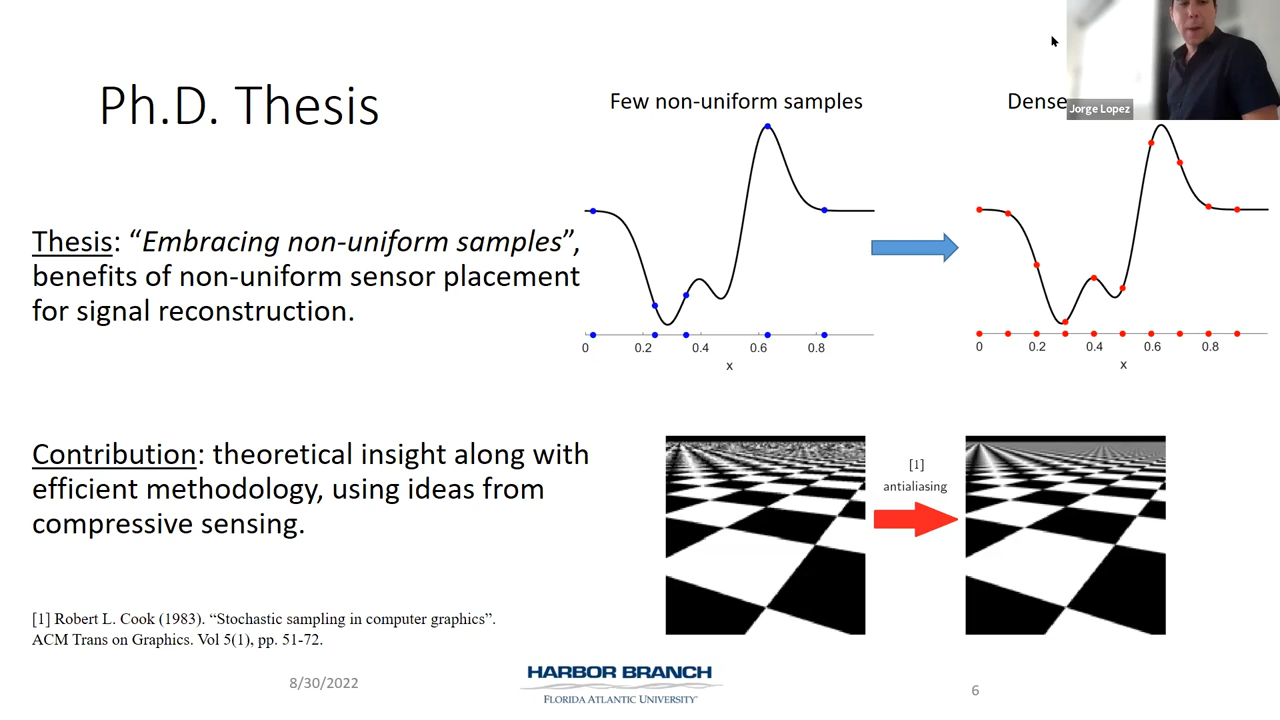 Ph.D. Thesis
Few non-uniform samples
Dense
Jorge Lopez
Thesis: “Embracing non-uniform samples”,
benefits of non-uniform sensor placement
for signal reconstruction.
0 0.2 0.4 0.6 0.8
x
0 0.2 0.4 0.6 0.8
x
Contribution: theoretical insight along with
efficient methodology, using ideas from
compressive sensing.
[1]
antialiasing
[1] Robert L. Cook (1983). “Stochastic sampling in computer graphics”.
ACM Trans on Graphics. Vol 5(1), pp. 51-72.
8/30/2022
HARBOR BRANCH
FLORIDA ATLANTIC UNIVERSITY
6